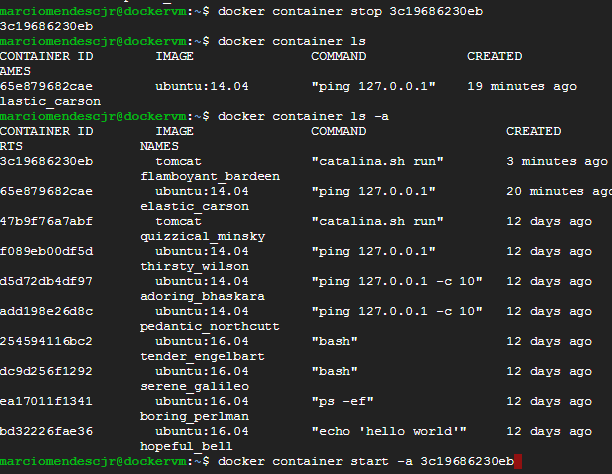 marciomendescjr@dockervm:~$ docker container stop 3c19686230eb
3c19686230eb
marciomendescjr@dockervm:~$ docker container ls
CONTAINER ID IMAGE COMMAND CREATED
AMES
65e879682cae ubuntu:14.04 "ping 127.0.0.1" 19 minutes ago
lastic_carson
marciomendescjr@dockervm:~$ docker container ls -a
CONTAINER ID IMAGE COMMAND CREATED
RTS NAMES
3c19686230eb tomcat "catalina.sh run" 3 minutes ago
flamboyant_bardeen
65e879682cae ubuntu:14.04 "ping 127.0.0.1" 20 minutes ago
elastic_carson
47b9f76a7abf tomcat "catalina.sh run" 12 days ago
quizzical_minsky
f089eb00df5d ubuntu:14.04 "ping 127.0.0.1" 12 days ago
thirsty_wilson
d5d72db4df97 ubuntu:14.04 "ping 127.0.0.1 -c 10" 12 days ago
adoring_bhaskara
add198e26d8c ubuntu:14.04 "ping 127.0.0.1 -c 10" 12 days ago
pedantic_northcutt
254594116bc2 ubuntu:16.04 "bash" 12 days ago
tender_engelbart
dc9d256f1292 ubuntu:16.04 "bash" 12 days ago
serene_galileo
ea17011f1341 ubuntu:16.04 "ps -ef" 12 days ago
boring_perlman
bd32226fae36 ubuntu:16.04 "echo 'hello world'" 12 days ago
hopeful_bell
marciomendescjr@dockervm:~$ docker container start -a 3c19686230eb